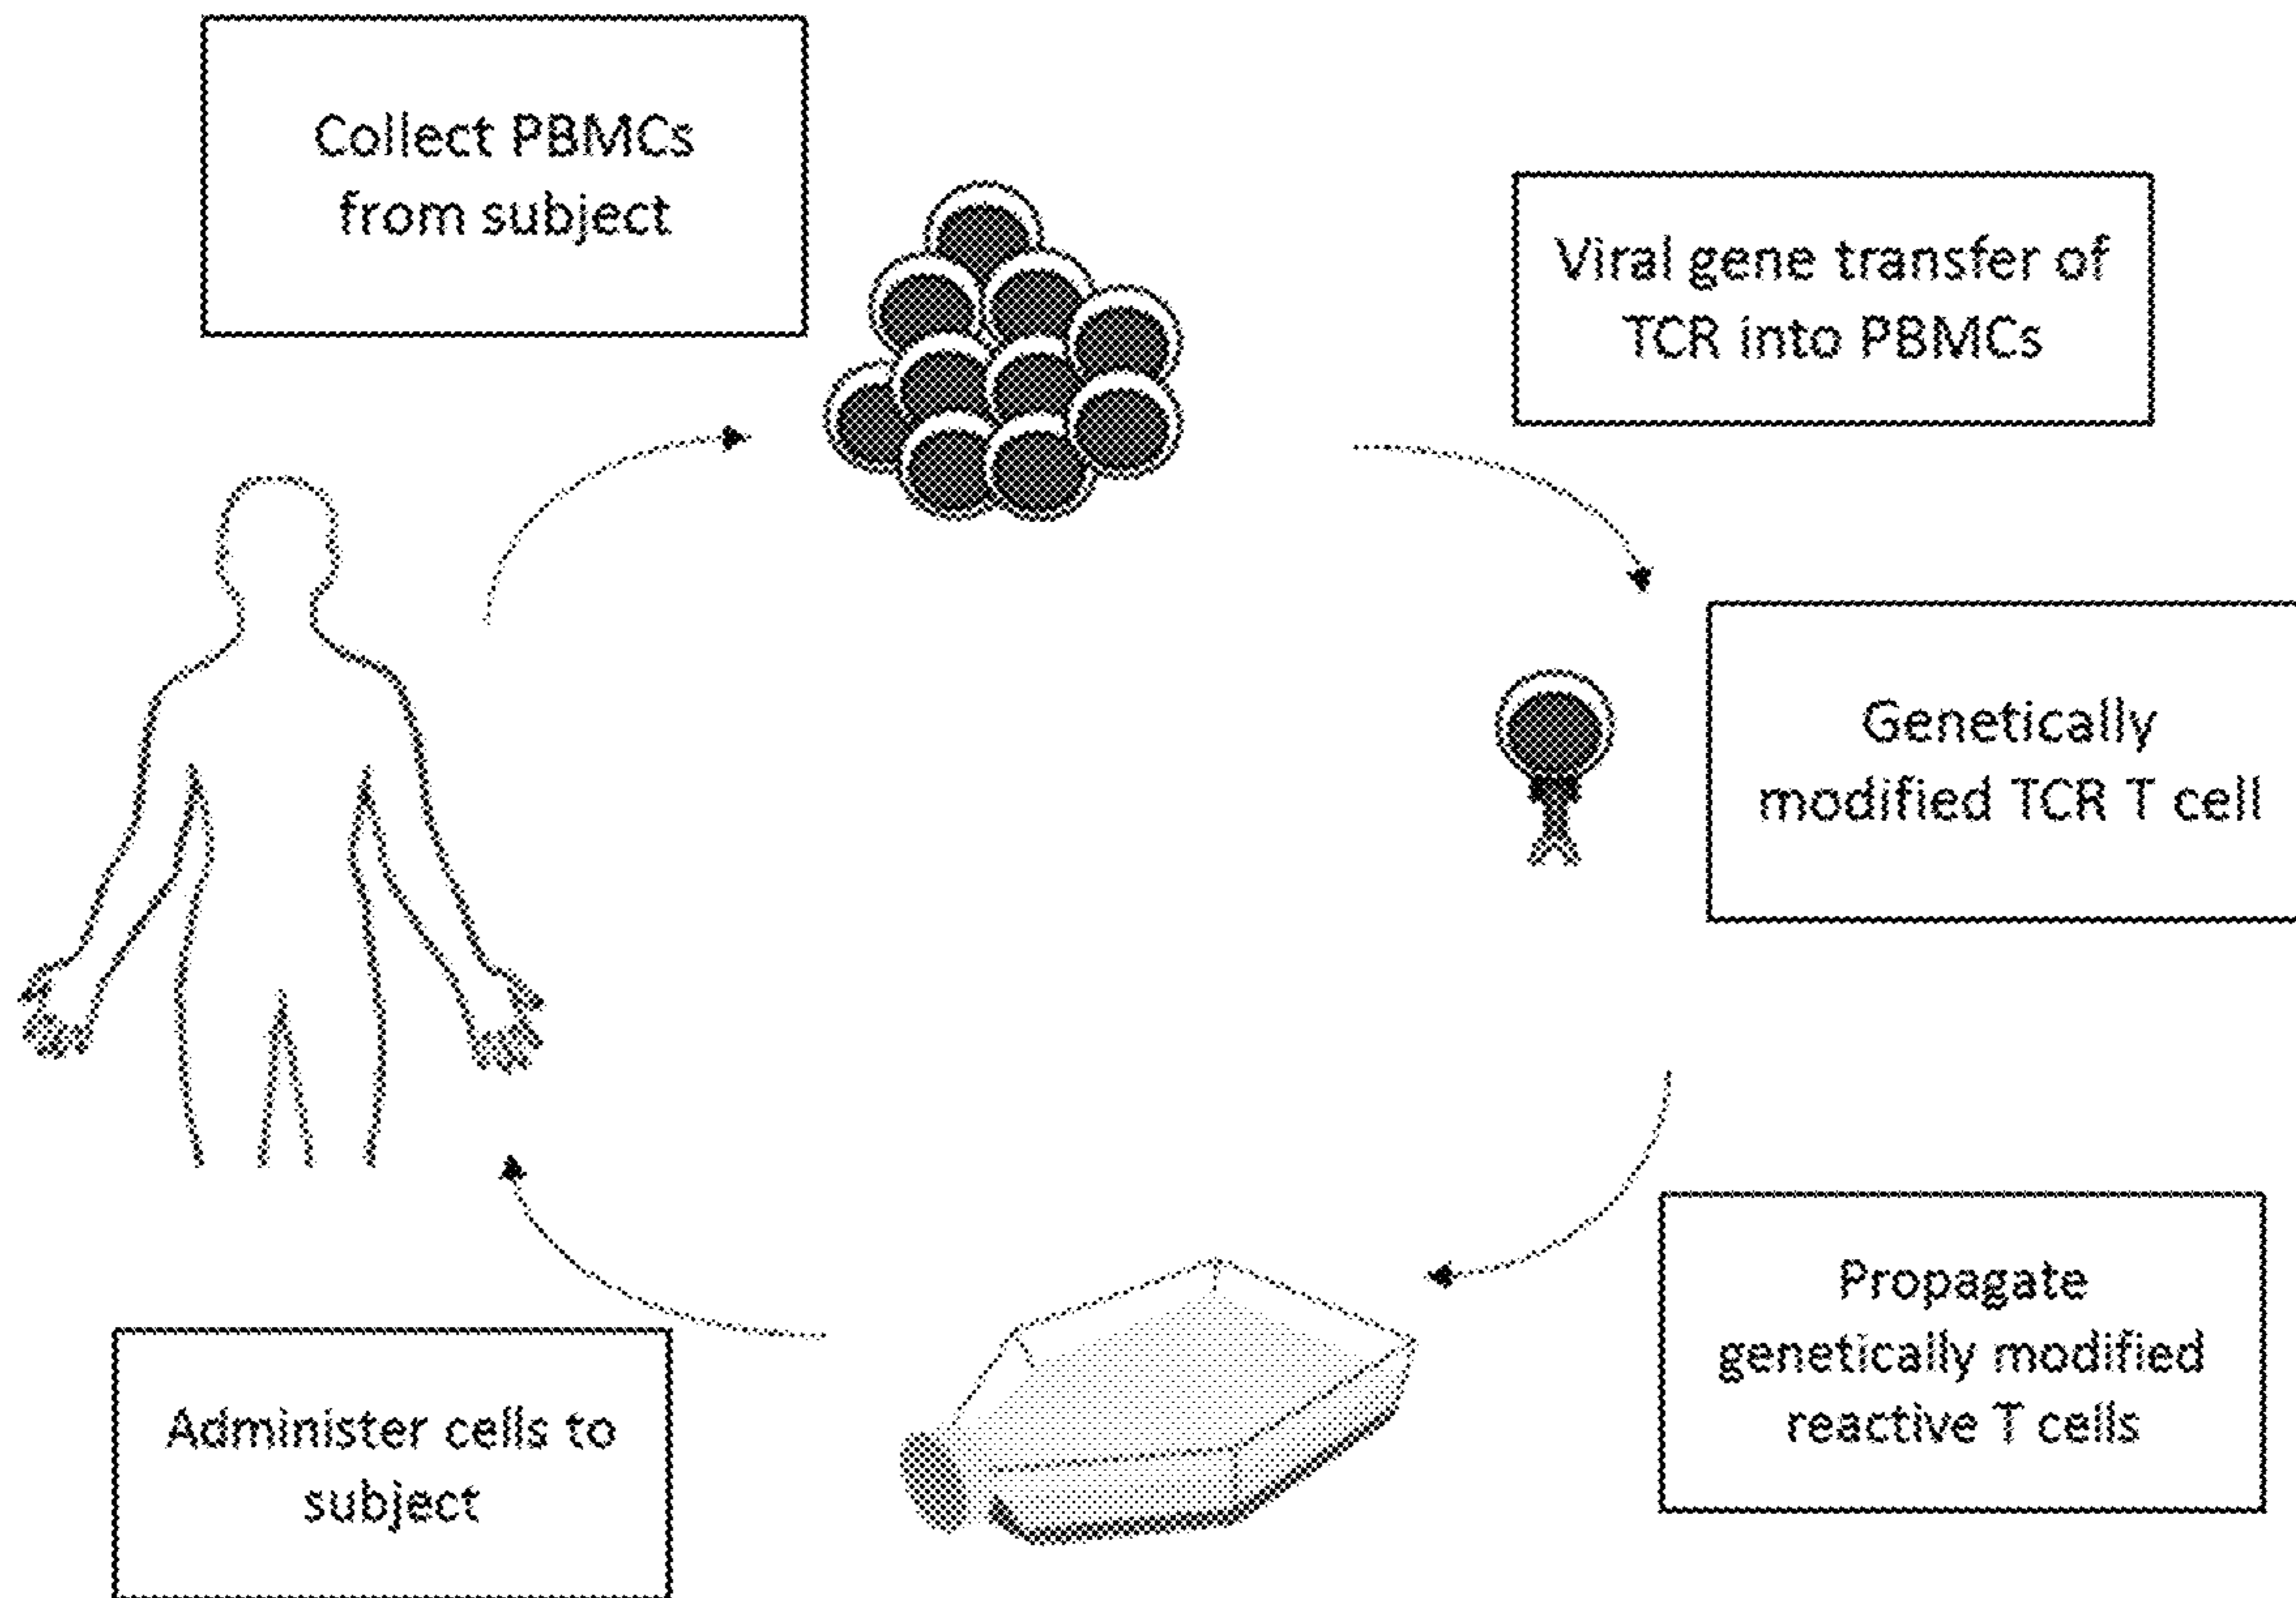 Collect PBMCs
from subject
Viral gene transfer of
TCR into PBMCs
Genetically
modified TCR T cell
Propagate
genetically modified
reactive T cells
Administer cells to
subject